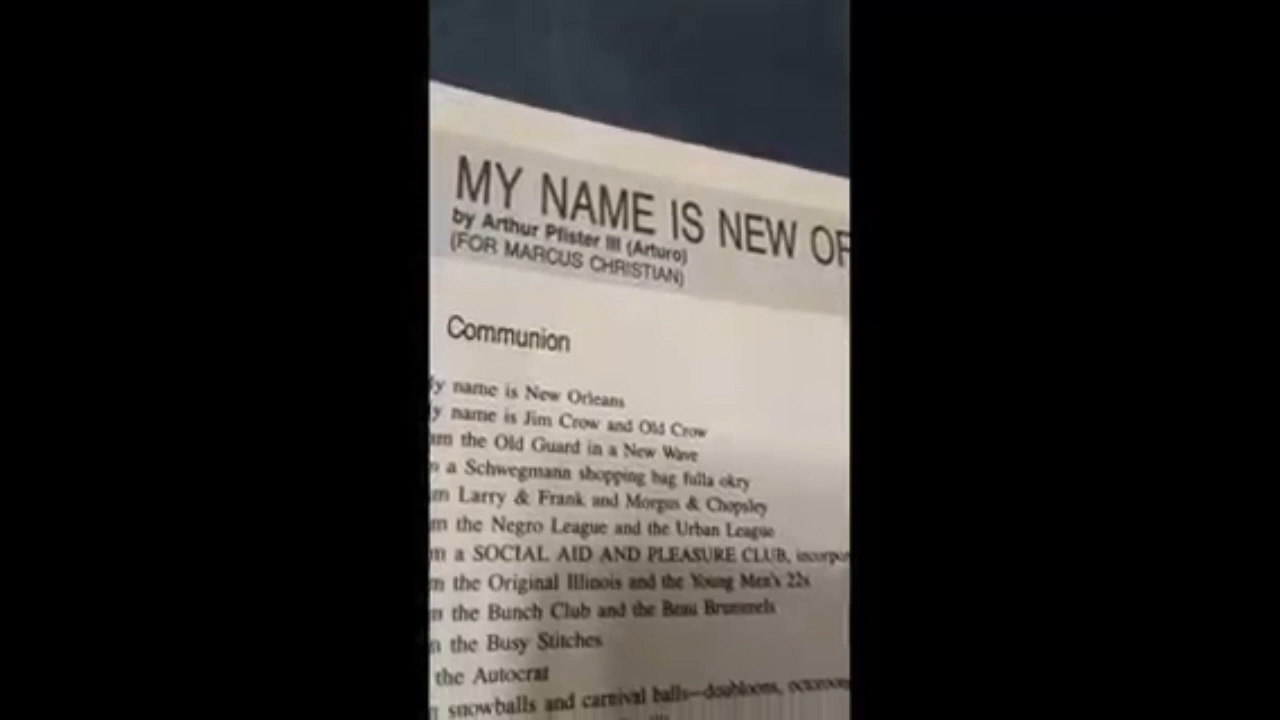 MY NAME IS NEW OR
by Arthur Pfister III (Arturo)
(FOR MARCUS CHRISTIAN)
Communion
y name is New Orleans
y name is Jim Crow and Old Crow
am the Old Guard in a New Wave
a Schwegmann shopping bag fulla okry
m Larry & Frank and Morgus & Chopsley
m the Negro League and the Urban League
m a SOCIAL AID AND PLEASURE CLUB, incorpor
m the Original Illinois and the Young Men's 22s
the Bunch Club and the Beau Brummels
the Busy Stitches
the Autocrat
snowballs and carnival balls—doubloons,